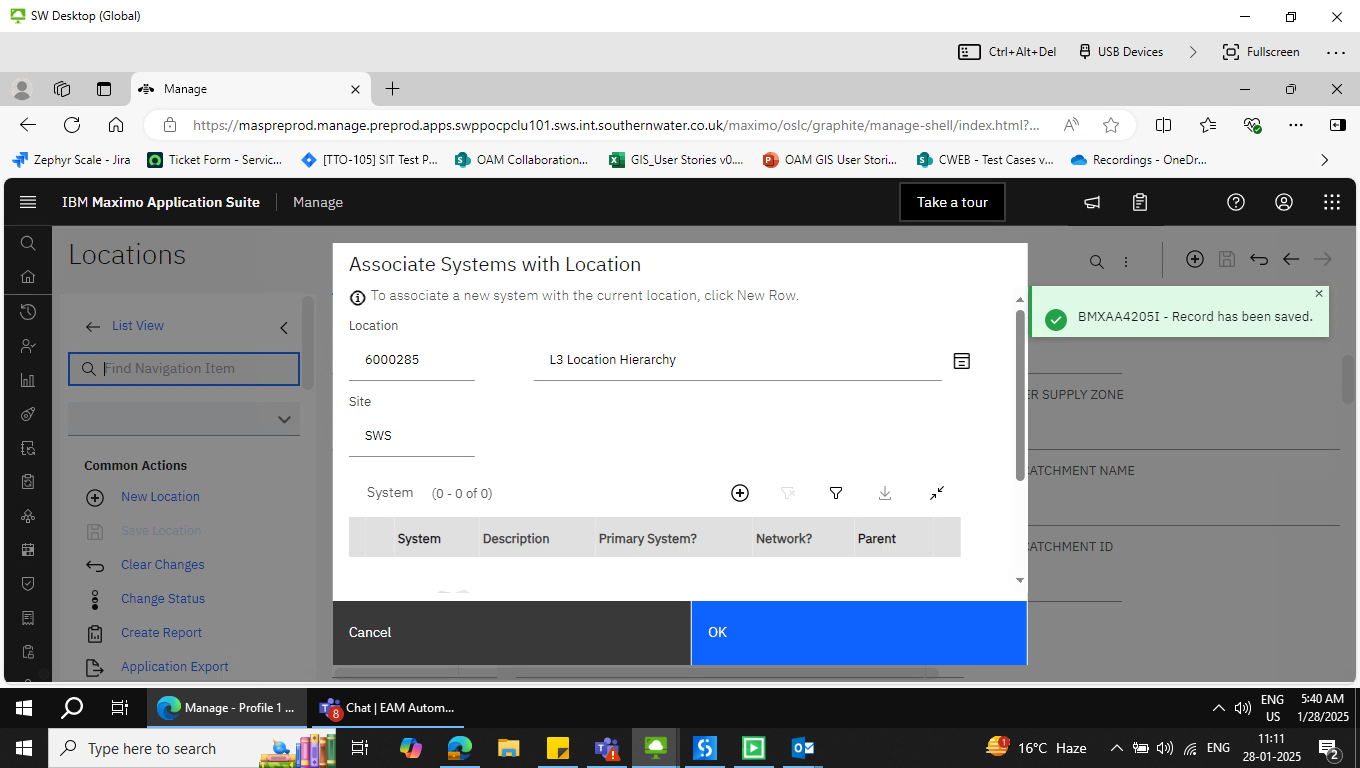 SW Desktop (Global)
Ctrl+Alt+Del
USB Devices
Fullscreen
Manage
https://maspreprod.manage.preprod.apps.swppocpclu101.sws.int.southernwater.co.uk/maximo/oslc/graphite/manage-shell/index.html?...
Zephyr Scale - Jira
Ticket Form - Servic...
[TTO-105] SIT Test P...
OAM Collaboration...
GIS_User Stories v0....
OAM GIS User Stori...
CWEB - Test Cases v...
Recordings - OneDr...
IBM Maximo Application Suite
Manage
Take a tour
Locations
List View
Find Navigation Item
Common Actions
New Location
Save Location
Clear Changes
Change Status
Create Report
Application Export
Associate Systems with Location
To associate a new system with the current location, click New Row.
Location
6000285
L3 Location Hierarchy
Site
SWS
System (0 - 0 of 0)
System Description Primary System? Network? Parent
Cancel
OK
BMXAA4205I - Record has been saved.
ER SUPPLY ZONE
CATCHMENT NAME
CATCHMENT ID
Manage - Profile 1 ...
8
Chat | EAM Autom...
ENG
US
5:40 AM
1/28/2025
Type here to search
1
16°C Haze
ENG
11:11
28-01-2025
2